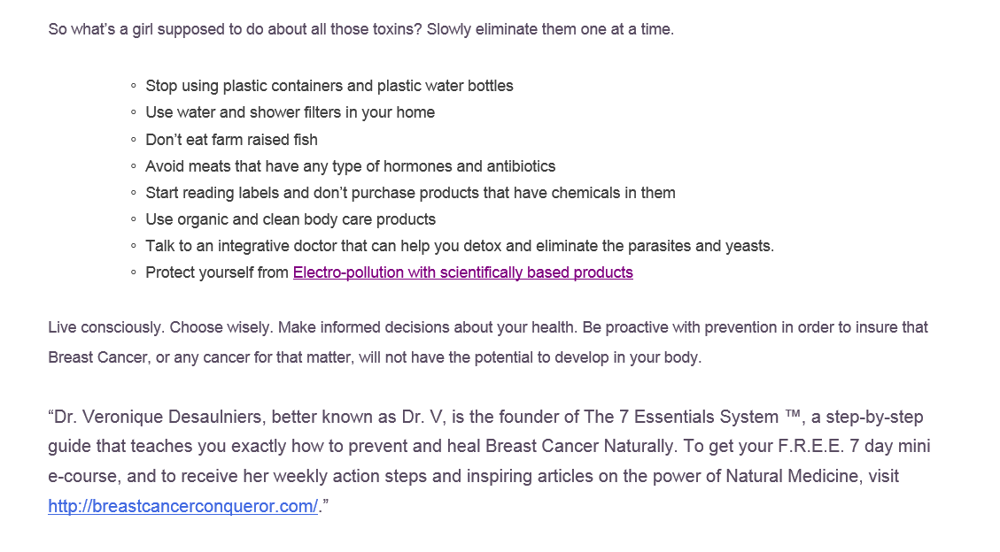 So what’s a girl supposed to do about all those toxins? Slowly eliminate them one at a time.
◦ Stop using plastic containers and plastic water bottles
◦ Use water and shower filters in your home
◦ Don’t eat farm raised fish
◦ Avoid meats that have any type of hormones and antibiotics
◦ Start reading labels and don’t purchase products that have chemicals in them
◦ Use organic and clean body care products
◦ Talk to an integrative doctor that can help you detox and eliminate the parasites and yeasts.
◦ Protect yourself from Electro-pollution with scientifically based products
Live consciously. Choose wisely. Make informed decisions about your health. Be proactive with prevention in order to insure that
Breast Cancer, or any cancer for that matter, will not have the potential to develop in your body.
“Dr. Veronique Desaulniers, better known as Dr. V, is the founder of The 7 Essentials System ™, a step-by-step
guide that teaches you exactly how to prevent and heal Breast Cancer Naturally. To get your F.R.E.E. 7 day mini
e-course, and to receive her weekly action steps and inspiring articles on the power of Natural Medicine, visit
http://breastcancerconqueror.com/.”